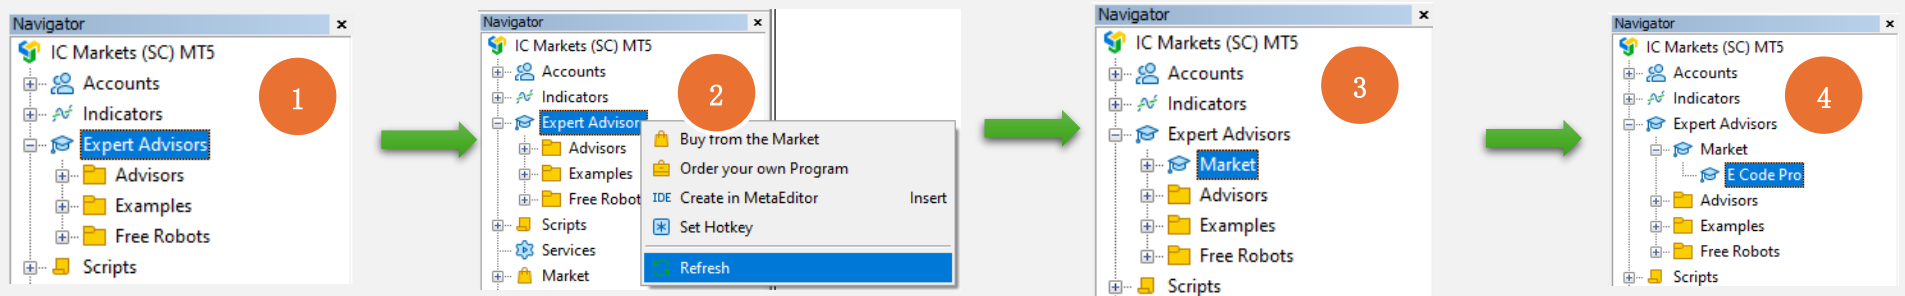 Navigator
IC Markets (SC) MT5
Accounts
Indicators
Expert Advisors
Advisors
Examples
Free Robots
Scripts
1
Navigator
IC Markets (SC) MT5
Accounts
Indicators
Expert Advisors
Advisors
Examples
Free Robot
Scripts
Services
Market
2
Buy from the Market
Order your own Program
IDE Create in MetaEditor Insert
Set Hotkey
Refresh
Navigator
IC Markets (SC) MT5
Accounts
Indicators
Expert Advisors
Market
Advisors
Examples
Free Robots
Scripts
3
Navigator
IC Markets (SC) MT5
Accounts
Indicators
Expert Advisors
Market
E Code Pro
Advisors
Examples
Free Robots
Scripts
4